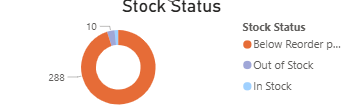 Stock Status
10
288
Stock Status
Below Reorder p...
Out of Stock
In Stock